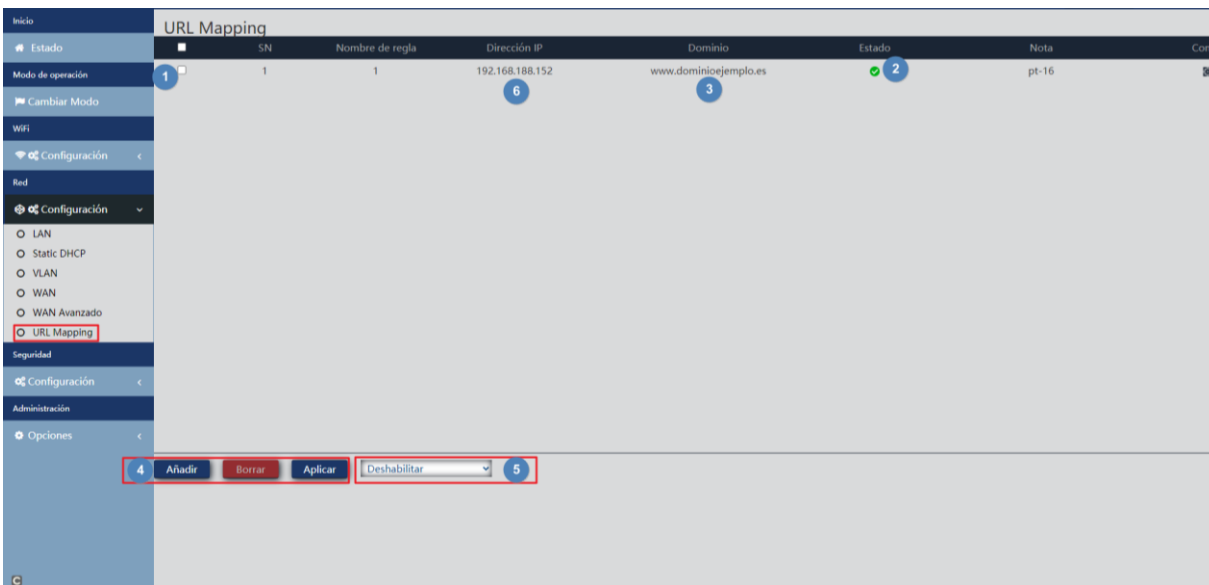 Inicio
Estado
Modo de operación
Cambiar Modo
WiFi
Configuración
Red
Configuración
LAN
Static DHCP
VLAN
WAN
WAN Avanzado
URL Mapping
Seguridad
Configuración
Administración
Opciones
URL Mapping
SN Nombre de regla Dirección IP Dominio Estado Nota Con
1 1 1 192.168.188.152 www.dominioejemplo.es 2 pt-16
6 3
4 Añadir Borrar Aplicar Deshabilitar 5
C